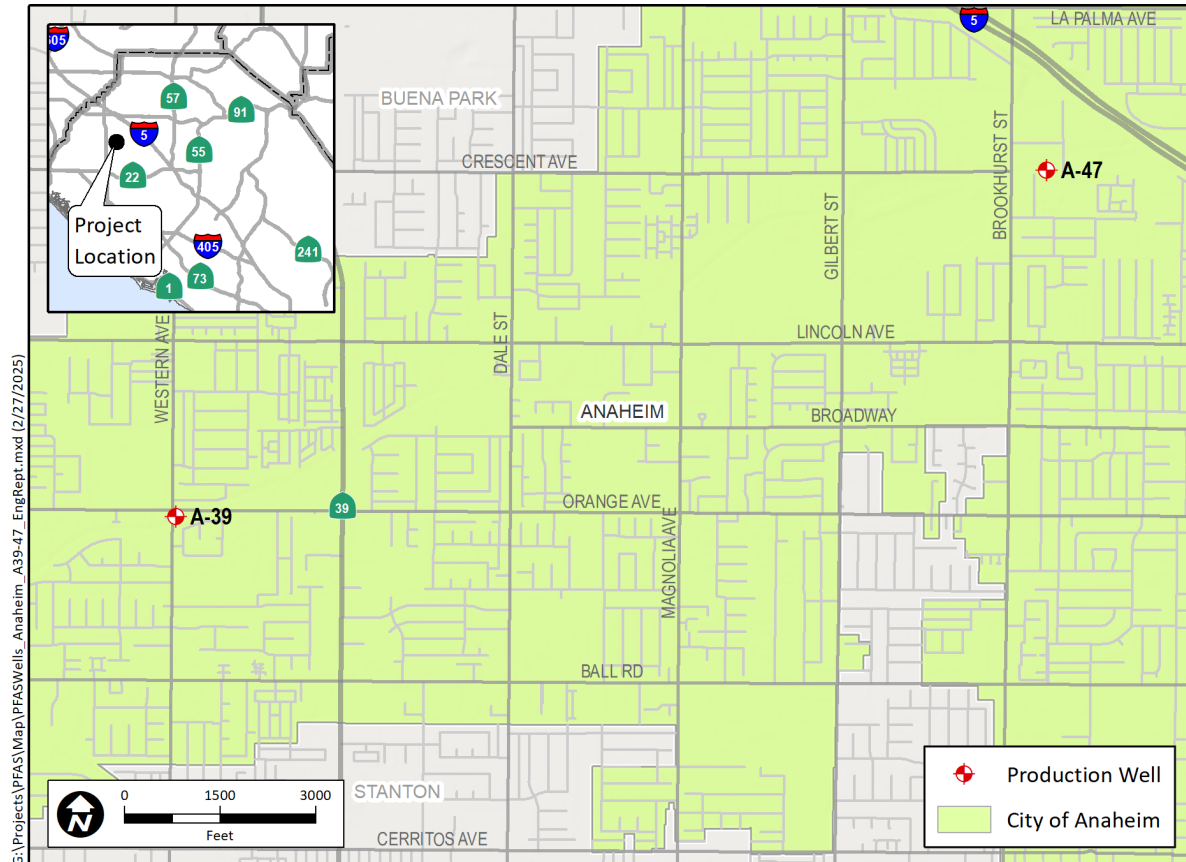 605
57
91
5
55
22
Project
Location
405
241
73
1
5
LA PALMA AVE
BUENA PARK
CRESCENT AVE
A-47
BROOKHURST ST
GILBERT ST
LINCOLN AVE
DALE ST
WESTERN AVE
ANAHEIM
BROADWAY
39
ORANGE AVE
A-39
MAGNOLIA AVE
BALL RD
STANTON
CERRITOS AVE
N
0 1500 3000
Feet
Production Well
City of Anaheim
G:\Projects\PFAS\Map\PFASWells_Anaheim_A39-47_EngRept.mxd (2/27/2025)